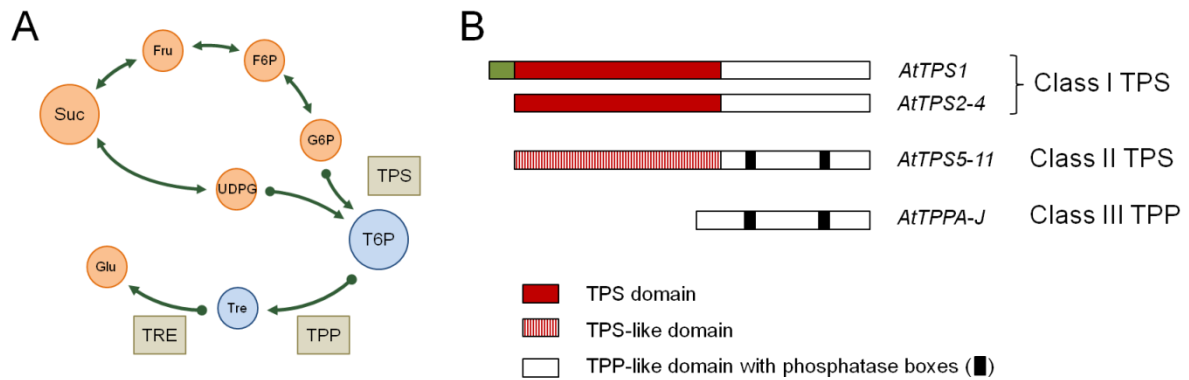 A
Fru
F6P
Suc
G6P
TPS
UDPG
T6P
Glu
Tre
TRE
TPP
B
AtTPS1
AtTPS2-4
Class I TPS
AtTPS5-11
Class II TPS
AtTPPA-J
Class III TPP
TPS domain
TPS-like domain
TPP-like domain with phosphatase boxes ( )